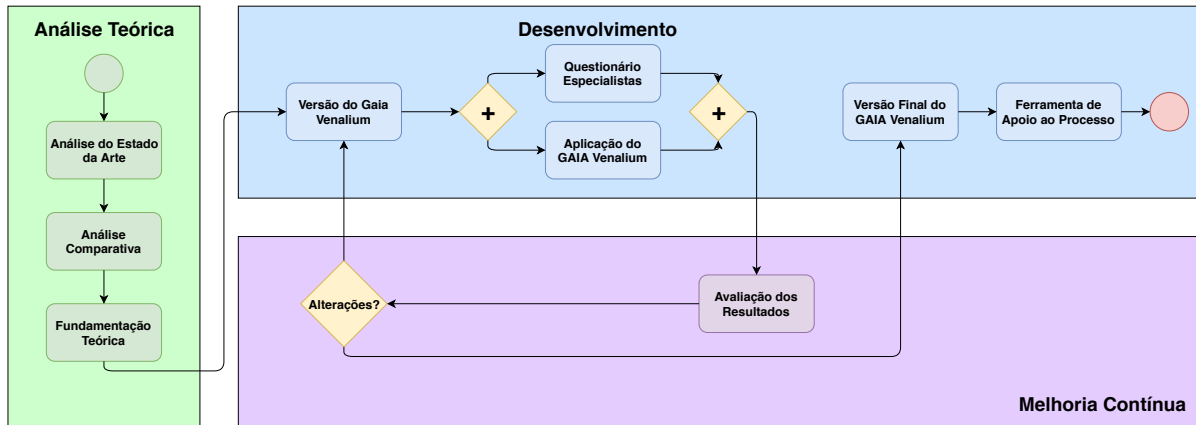 Análise Teórica
Análise do Estado
da Arte
Análise
Comparativa
Fundamentação
Teórica
Desenvolvimento
Versão do Gaia
Venalium
+
Questionário
Especialistas
Aplicação do
GAIA Venalium
+
Versão Final do
GAIA Venalium
Ferramenta de
Apoio ao Processo
Alterações?
Avaliação dos
Resultados
Melhoria Contínua